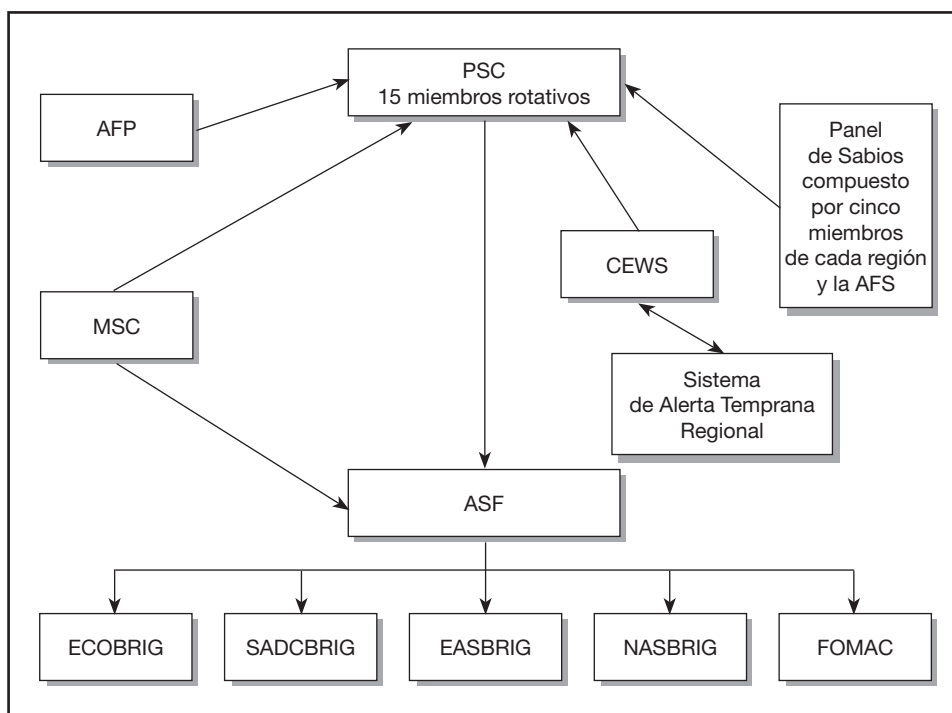 PSC
15 miembros rotativos
AFP
Panel
de Sabios
compuesto
por cinco
miembros
de cada región
y la AFS
CEWS
MSC
Sistema
de Alerta Temprana
Regional
ASF
ECOBRIG
SADCBRIG
EASBRIG
NASBRIG
FOMAC